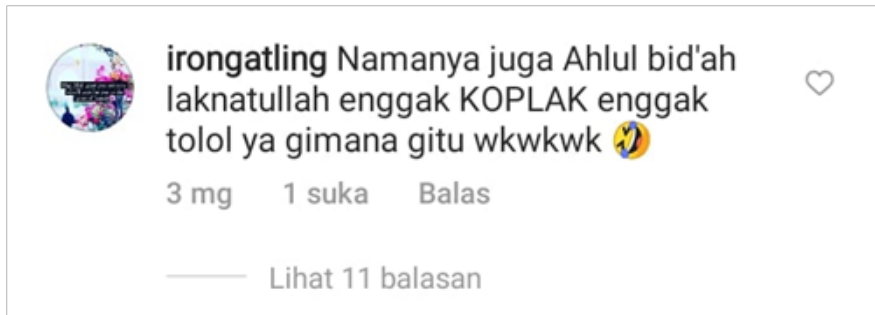 irongatling Namanya juga Ahlul bid'ah
laknatullah enggak KOPLAK enggak
tolol ya gimana gitu wkwkwk 🤣
3 mg 1 suka Balas
Lihat 11 balasan